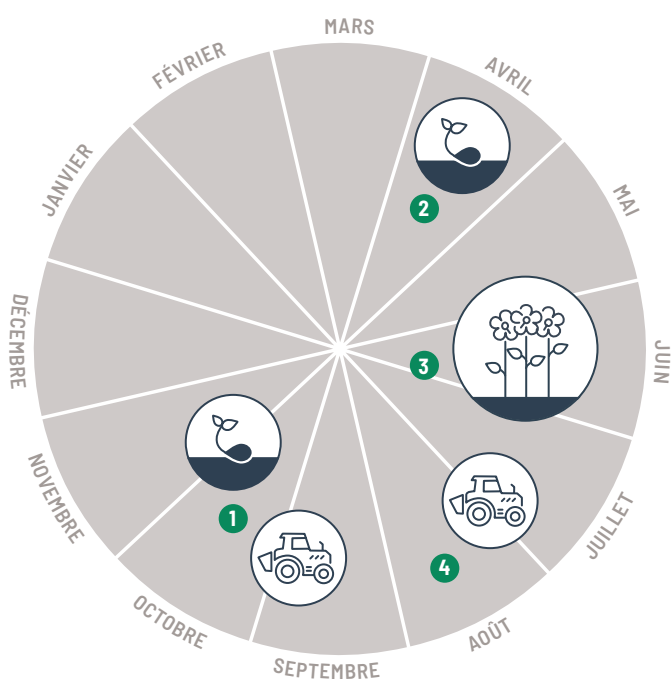 MARS
AVRIL
MAI
JUIN
JUILLET
AOÛT
SEPTEMBRE
OCTOBRE
NOVEMBRE
DÉCEMBRE
JANVIER
FÉVRIER
2
3
1
4